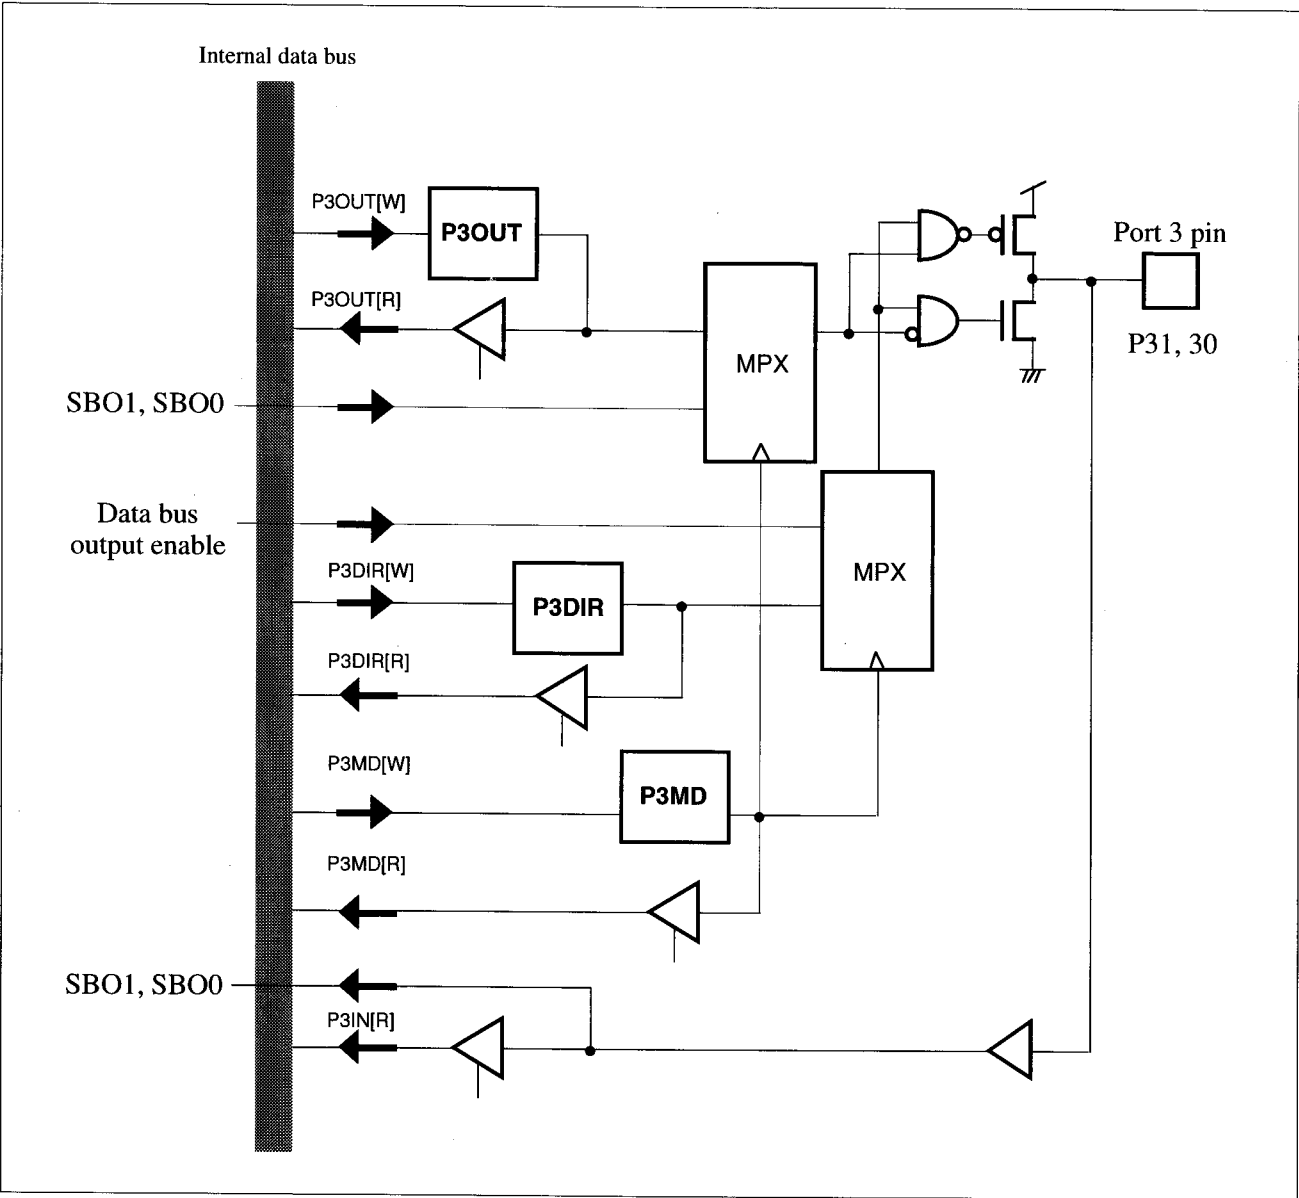 Internal data bus
P3OUT[W]
P3OUT
Port 3 pin
P3OUT[R]
P31, 30
MPX
SBO1, SBO0
Data bus
output enable
P3DIR[W]
MPX
P3DIR
P3DIR[R]
P3MD[W]
P3MD
P3MD[R]
SBO1, SBO0
P3IN[R]